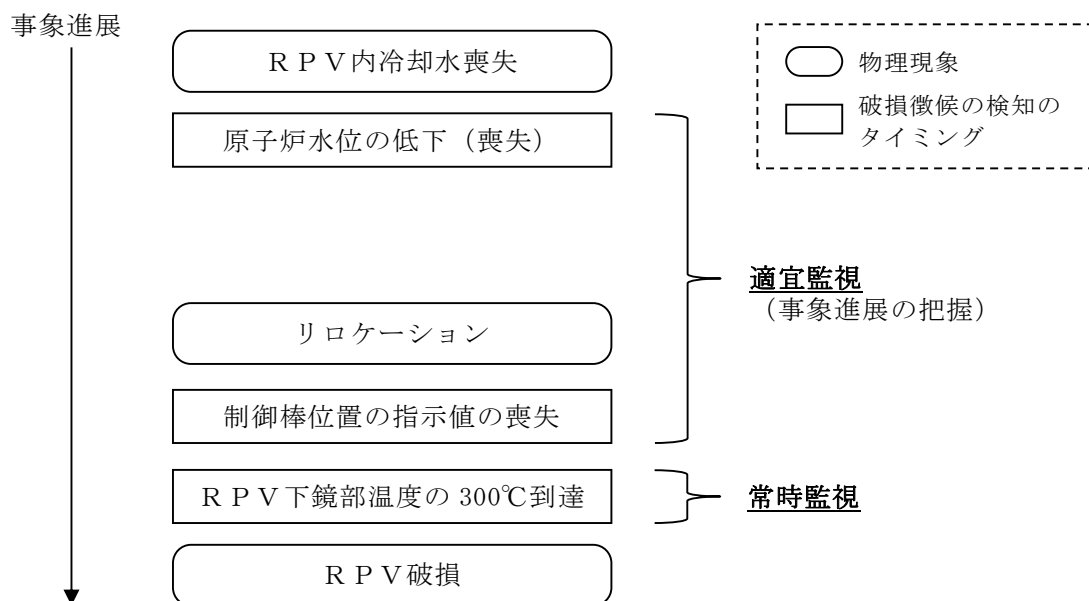 事象進展
RPV内冷却水喪失
原子炉水位の低下(喪失)
リロケーション
制御棒位置の指示値の喪失
RPV下鏡部温度の300℃到達
RPV破損
物理現象
破損徴候の検知の
タイミング
適宜監視
(事象進展の把握)
常時監視